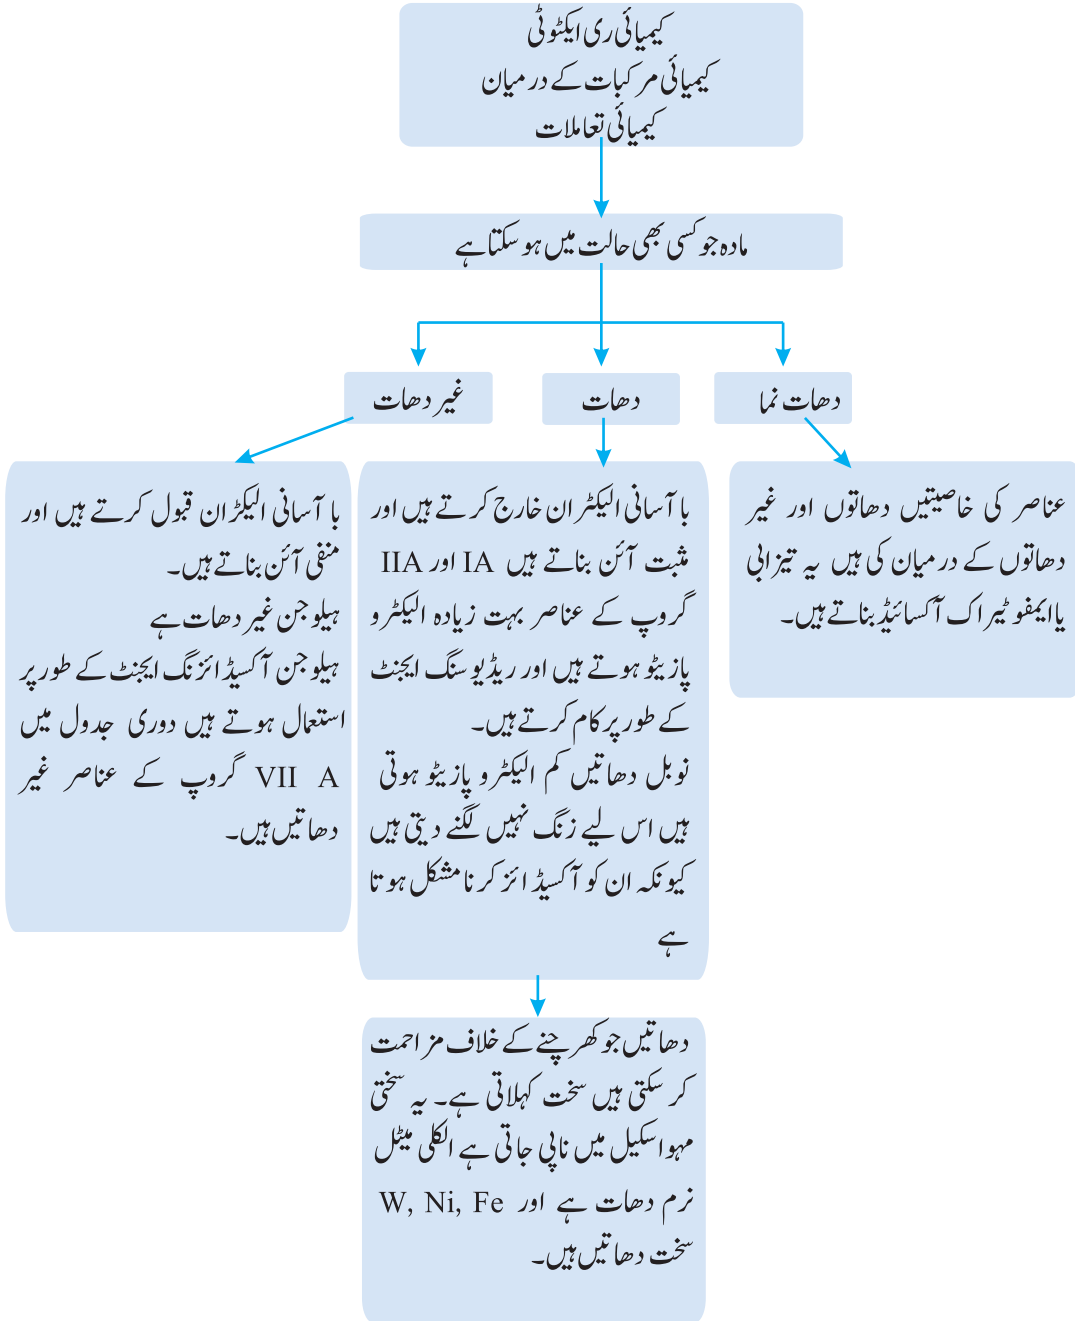 کیمیائی ری ایکٹوٹی
کیمیائی مرکبات کے درمیان
کیمیائی تعاملات
مادہ جو کسی بھی حالت میں ہو سکتا ہے
دھات نما
دھات
غیر دھات
عناصر کی خاصیتیں دھاتوں اور غیر
دھاتوں کے درمیان کی ہیں یہ تیزابی
یا ایمفوٹیراک آکسائیڈ بناتے ہیں۔
با آسانی الیکٹران خارج کرتے ہیں اور
مثبت آئن بناتے ہیں IA اور IIA
گروپ کے عناصر بہت زیادہ الیکٹرو
پازیٹو ہوتے ہیں اور ریڈیوسنگ ایجنٹ
کے طور پر کام کرتے ہیں۔
نوبل دھاتیں کم الیکٹرو پازیٹو ہوتی
ہیں اس لیے زنگ نہیں لگنے دیتی ہیں
کیونکہ ان کو آکسیڈائز کرنا مشکل ہوتا
ہے
با آسانی الیکڑان قبول کرتے ہیں اور
منفی آئن بناتے ہیں۔
ہیلوجن غیر دھات ہے
ہیلوجن آکسیڈائزنگ ایجنٹ کے طور پر
استعمال ہوتے ہیں دوری جدول میں
VII A گروپ کے عناصر غیر
دھاتیں ہیں۔
دھاتیں جو کھرچنے کے خلاف مزاحمت
کر سکتی ہیں سخت کہلاتی ہے۔ یہ سختی
مہواسکیل میں ناپی جاتی ہے الکلی میٹل
نرم دھات ہے اور W, Ni, Fe
سخت دھاتیں ہیں۔